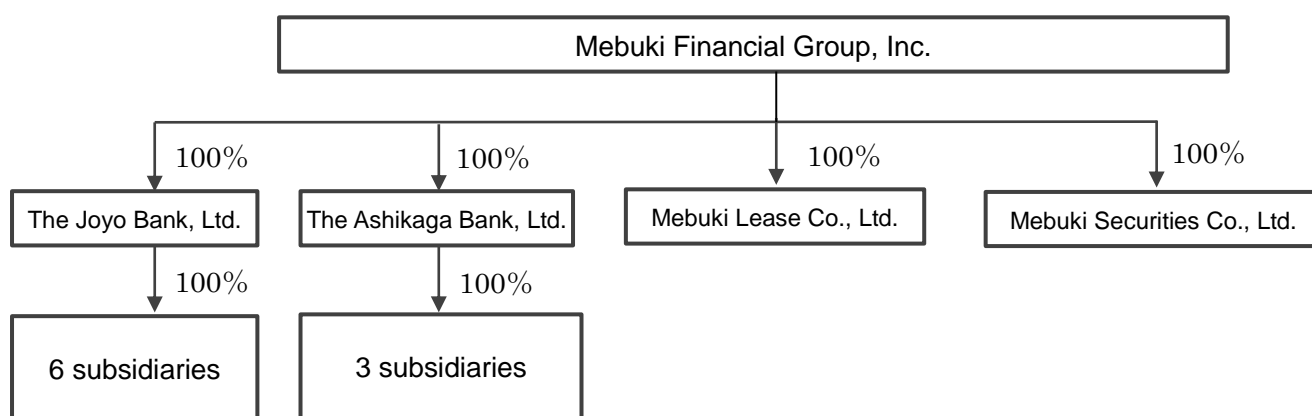 Mebuki Financial Group, Inc.
100%
100%
100%
100%
The Joyo Bank, Ltd.
The Ashikaga Bank, Ltd.
Mebuki Lease Co., Ltd.
Mebuki Securities Co., Ltd.
100%
100%
6 subsidiaries
3 subsidiaries